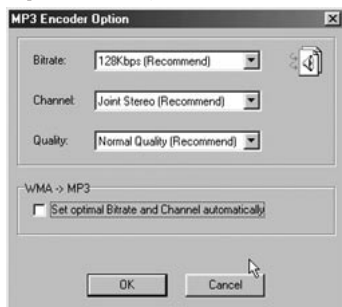 MP3 Encoder Option
Bitrate: 128Kbps (Recommend)
Channel: Joint Stereo (Recommend)
Quality: Normal Quality (Recommend)
WMA -> MP3
Set optimal Bitrate and Channel automatically
OK Cancel